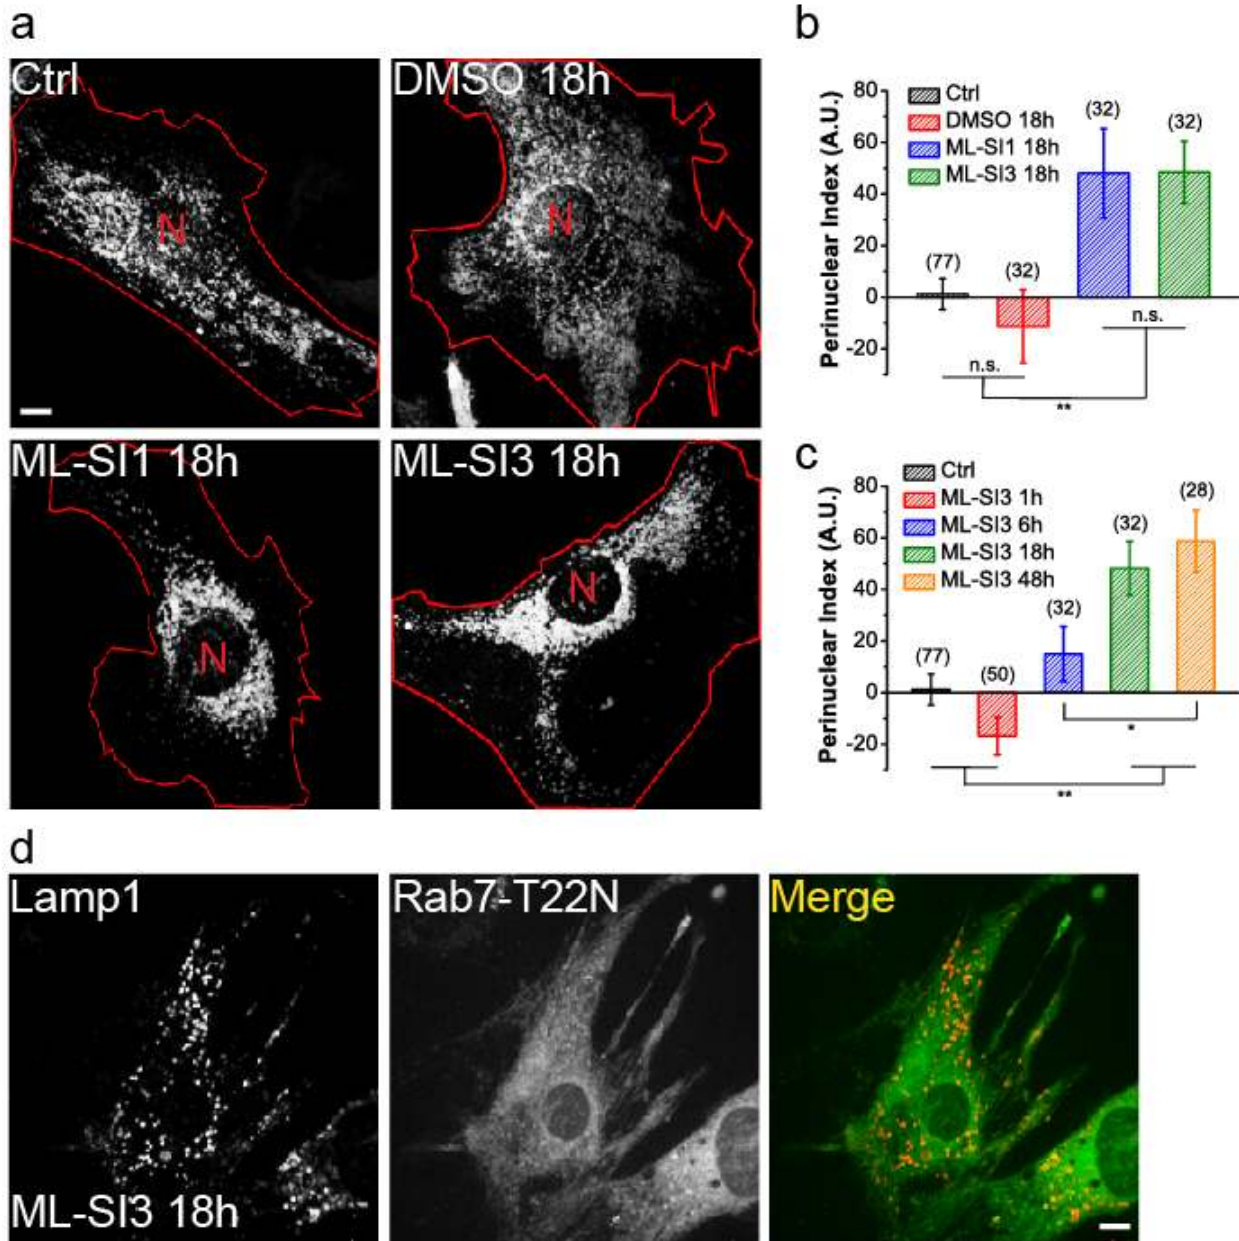 a
Ctrl
N
DMSO 18h
N
ML-SI1 18h
N
ML-SI3 18h
N
b
Perinuclear Index (A.U.)
80
60
40
20
0
-20
Ctrl
DMSO 18h
ML-SI1 18h
ML-SI3 18h
(77)
(32)
(32)
(32)
n.s.
n.s.
**
c
Perinuclear Index (A.U.)
80
60
40
20
0
-20
Ctrl
ML-SI3 1h
ML-SI3 6h
ML-SI3 18h
ML-SI3 48h
(77)
(50)
(32)
(32)
(28)
*
**
d
Lamp1
ML-SI3 18h
Rab7-T22N
Merge